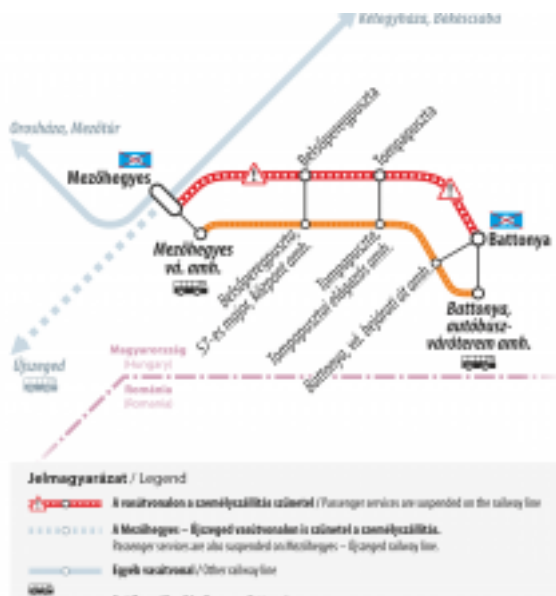 Kétegyháza, Békéscsaba
Orosháza, Mezőtúr
Belsőperegpuszta
Tompapuszta
Mezőhegyes
Battonya
Mezőhegyes
vá. amh.
Belsőperegpuszta,
57-es major, központ amh.
Tompapuszta,
Tompapusztai elágazás amh.
Battonya, vá. bejárati út amh.
Battonya,
autóbusz-
váróterem amh.
Újszeged
Magyarország
(Hungary)
Románia
(Romania)
Jelmagyarázat / Legend
A vasútvonalon a személyszállítás szünetel / Passenger services are suspended on the railway line
A Mezőhegyes – Újszeged vasútvonalon is szünetel a személyszállítás.
Passenger services are also suspended on Mezőhegyes – Újszeged railway line.
Egyéb vasútvonal / Other railway line